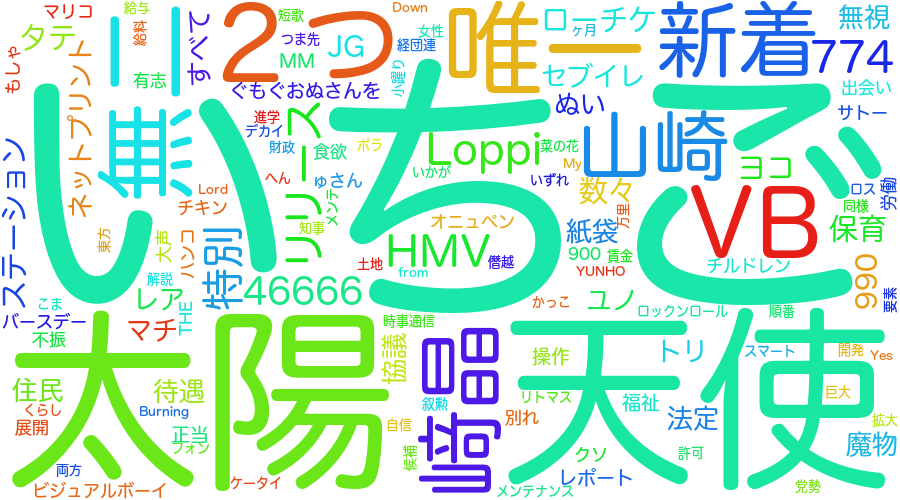 マリコ
給与
短歌
Down
もしゃ
タテ
二
すべて
給料
つま先
2つ
経団連
女性
唯一
ローチケ
ヶ月
新着
無視
有志
MM
JG
小躍り
セブイレ
774
ネットプリント
無
ぐもぐおぬさんを
ぬい
出会い
サトー
いちご
進学
デカイ
財政
リリース
食欲
ボラ
Loppi
菜の花
山崎
ステーション
へん
ゅさん
いかが
My
いずれ
ヨコ
ロス
労働
Lord
チキン
メンテ
数々
万里
VB
同様
保育
オニュペン
東方
大声
ハンコ
特別
知事
HMV
紙袋
解説
土地
from
僭越
900
賃金
YUNHO
チルドレン
990
要素
こま
レア
THE
46666
かっこ
ユノ
ロックンロール
順番
バースデー
マチ
時事通信
不振
太陽
協議
崎晶
天使
操作
トリ
スマート
開発
Yes
住民
待遇
リトマス
巨大
くらし
Burning
叙勲
別れ
福祉
法定
拡大
展開
正当
フォン
自信
魔物
両方
候補
クソ
許可
ビジュアルボーイ
ケータイ
レポート
メンテナンス
党勢